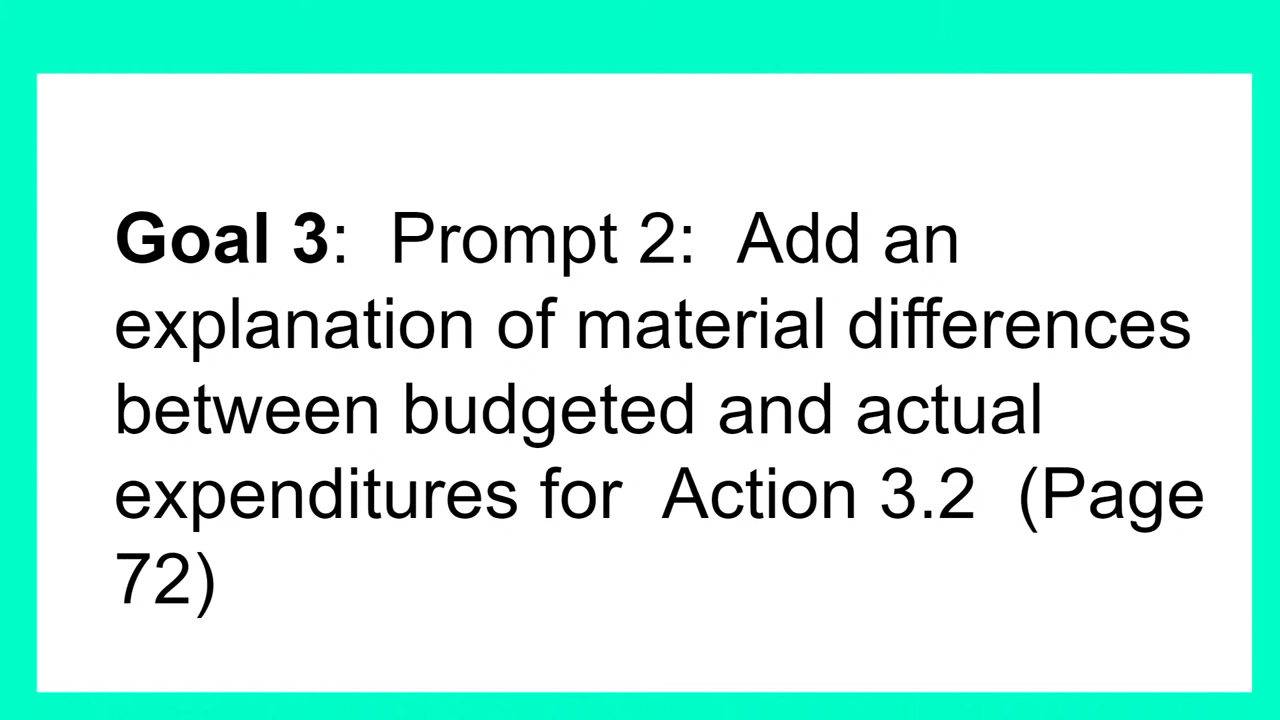 Goal 3:  Prompt 2:  Add an
explanation of material differences
between budgeted and actual
expenditures for  Action 3.2  (Page
72)